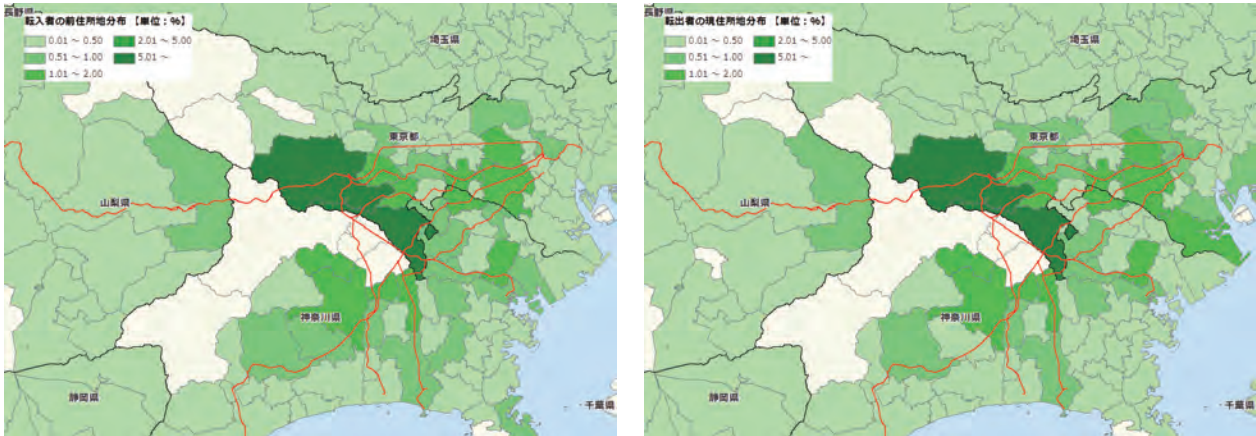 転入者の前住所地分布 【単位：％】
0.01 ～ 0.50
2.01 ～ 5.00
0.51 ～ 1.00
5.01 ～
1.01 ～ 2.00
長野県
埼玉県
東京都
山梨県
神奈川県
静岡県
千葉県
転出者の現住所地分布 【単位：％】
0.01 ～ 0.50
2.01 ～ 5.00
0.51 ～ 1.00
5.01 ～
1.01 ～ 2.00
長野県
埼玉県
東京都
山梨県
神奈川県
静岡県
千葉県